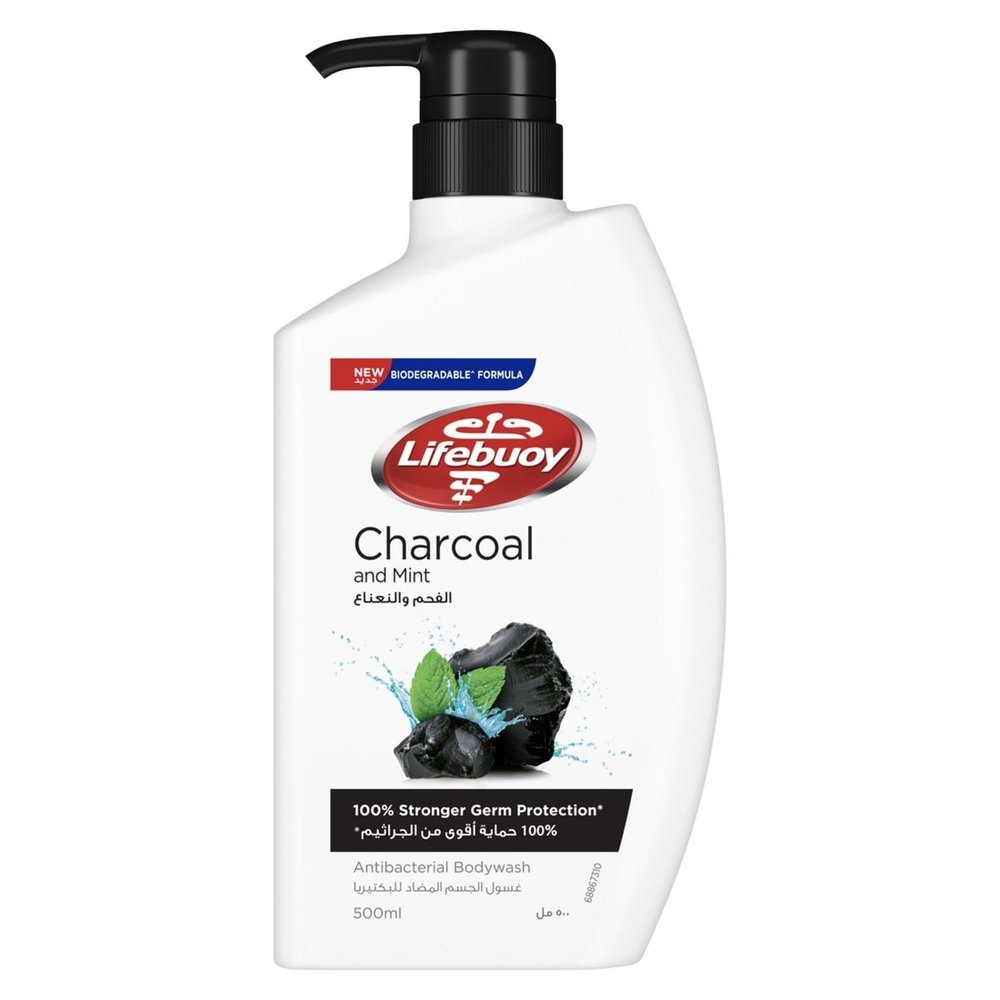 NEW
جديد
BIODEGRADABLE^ FORMULA
Lifebuoy
Charcoal
and Mint
الفحم والنعناع
100% Stronger Germ Protection*
100% حماية أقوى من الجراثيم*
Antibacterial Bodywash
غسول الجسم المضاد للبكتيريا
500ml
٥٠٠ مل
68867310